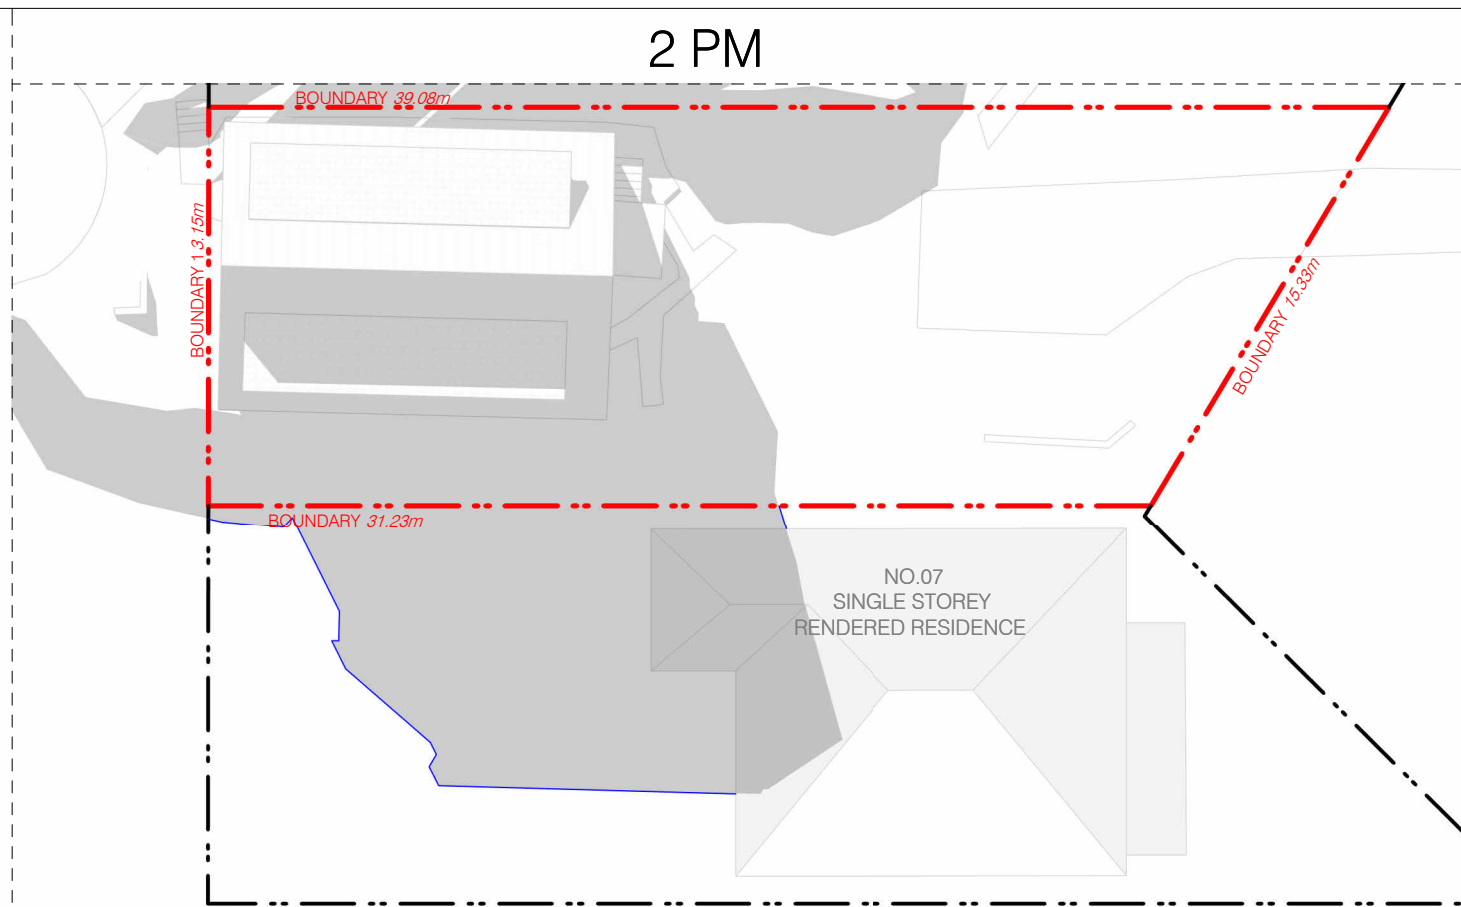 2 PM
BOUNDARY 39.08m
BOUNDARY 13.15m
BOUNDARY 15.33m
BOUNDARY 31.23m
NO.07
SINGLE STOREY
RENDERED RESIDENCE